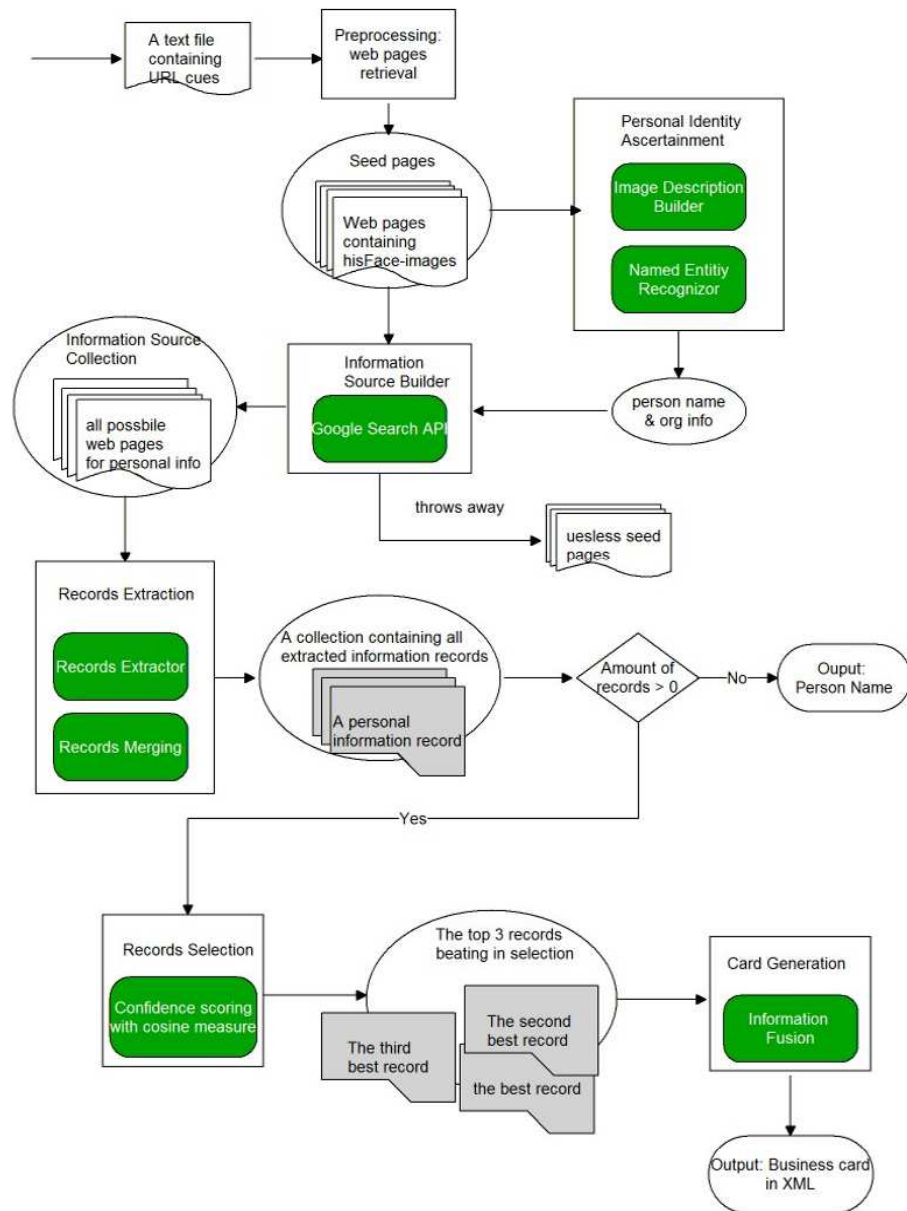 A text file
containing
URL cues
Preprocessing:
web pages
retrieval
Seed pages
Web pages
containing
hisFace-images
Personal Identity
Ascertainment
Image Description
Builder
Named Entitiy
Recognizor
person name
& org info
Information
Source Builder
Google Search API
Information Source
Collection
all possbile
web pages
for personal info
throws away
uesless seed
pages
Records Extraction
Records Extractor
Records Merging
A collection containing all
extracted information records
A personal
information record
Amount of
records > 0
No
Ouput:
Person Name
Yes
Records Selection
Confidence scoring
with cosine measure
The top 3 records
beating in selection
The third
best record
The second
best record
the best record
Card Generation
Information
Fusion
Output: Business card
in XML